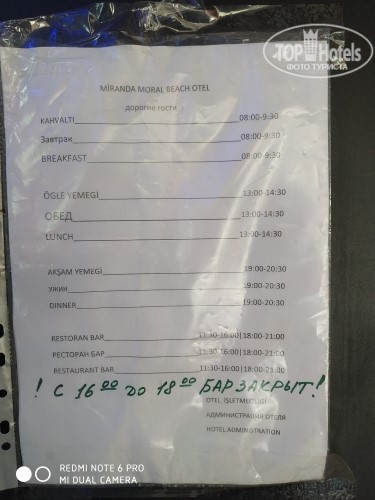 TOPHotels
ФОТО ТУРИСТА
MİRANDA MORAL BEACH OTEL
дорогие гости
KAHVALTI 08:00-9:30
Завтрак 08:00-9:30
BREAKFAST 08:00-9:30
ÖGLE YEMEGİ 13:00-14:30
ОБЕД 13:00-14:30
LUNCH 13:00-14:30
AKŞAM YEMEGİ 19:00-20:30
ужин 19:00-20:30
DINNER 19:00-20:30
RESTORAN BAR 11:30-16:00|18:00-21:00
РЕСТОРАН БАР 11:30-16:00|18:00-21:00
RESTAURANT BAR 11:30-16:00|18:00-21:00
! С 16 00 ДО 18 00 БАР ЗАКРЫТ!
OTEL İŞLETMECİLİGİ
АДМИНИСТРАЦИЯ ОТЕЛЯ
HOTEL ADMINISTRATION
REDMI NOTE 6 PRO
MI DUAL CAMERA